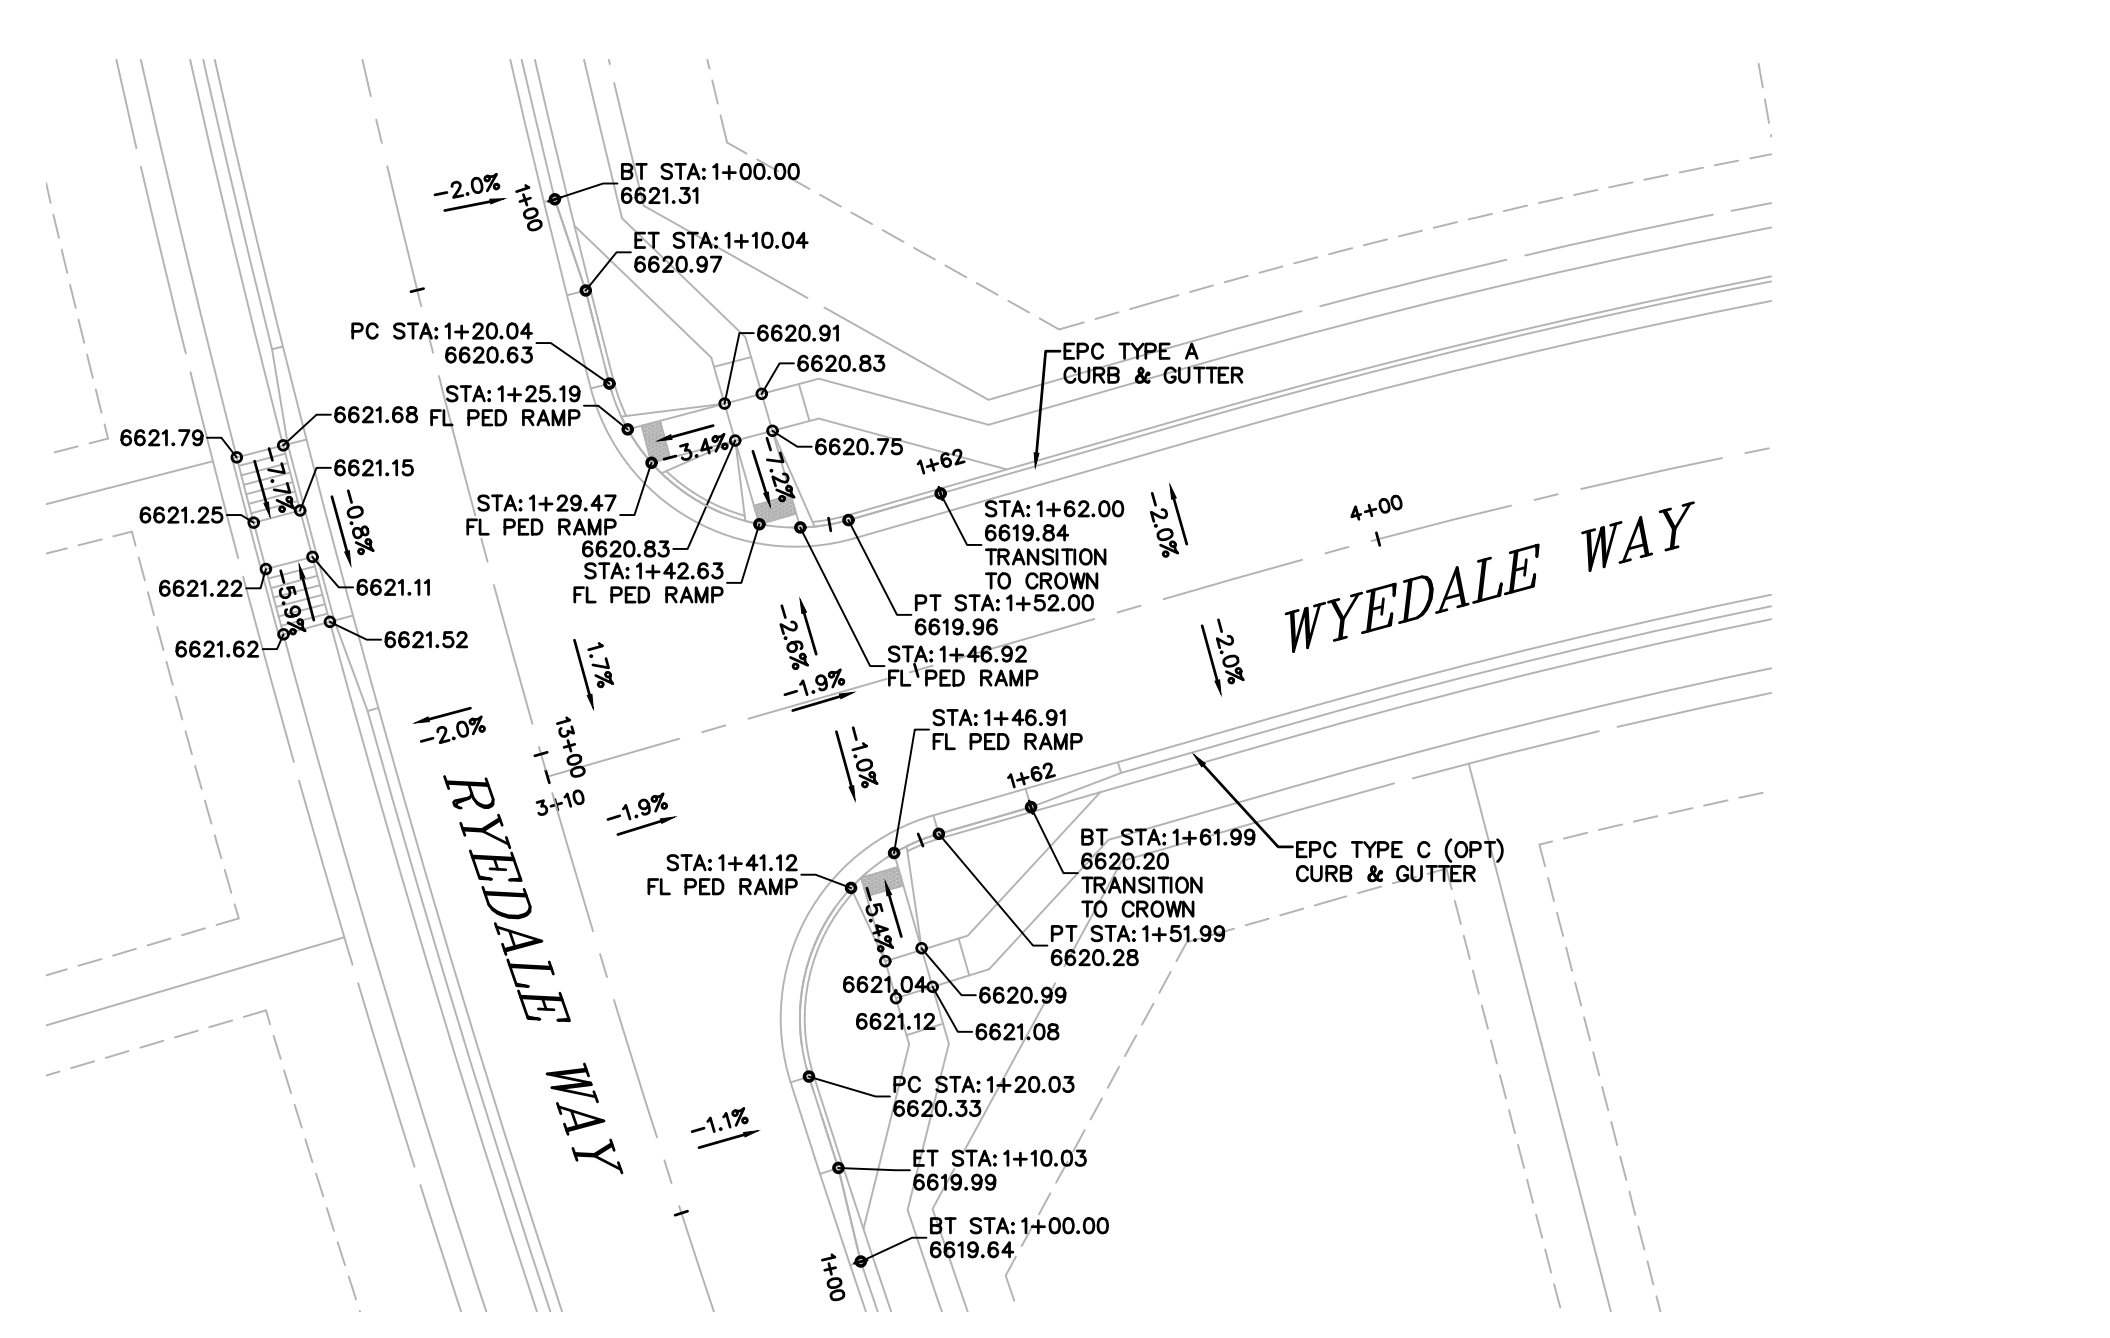 BT STA:1+00.00
6621.31
-2.0%
1+00
ET STA:1+10.04
6620.97
PC STA:1+20.04
6620.63
6620.91
6620.83
EPC TYPE A
CURB & GUTTER
STA:1+25.19
FL PED RAMP
6621.68
6621.79
-7.7%
6621.15
6621.25
-0.8%
6621.22
6621.11
-5.9%
6621.62
6621.52
-3.4%
6620.75
-7.2%
1+62
STA:1+29.47
FL PED RAMP
6620.83
STA:1+42.63
FL PED RAMP
STA:1+62.00
6619.84
TRANSITION
TO CROWN
-2.0%
4+00
WYEDALE WAY
PT STA:1+52.00
6619.96
-2.6%
-1.9%
STA:1+46.92
FL PED RAMP
-2.0%
1.7%
-2.0%
13+00
3+10
-1.0%
STA:1+46.91
FL PED RAMP
1+62
-1.9%
RYEDALE WAY
BT STA:1+61.99
6620.20
TRANSITION
TO CROWN
EPC TYPE C (OPT)
CURB & GUTTER
STA:1+41.12
FL PED RAMP
-5.4%
PT STA:1+51.99
6620.28
6621.04
6620.99
6621.12
6621.08
PC STA:1+20.03
6620.33
-1.1%
ET STA:1+10.03
6619.99
BT STA:1+00.00
6619.64
1+00